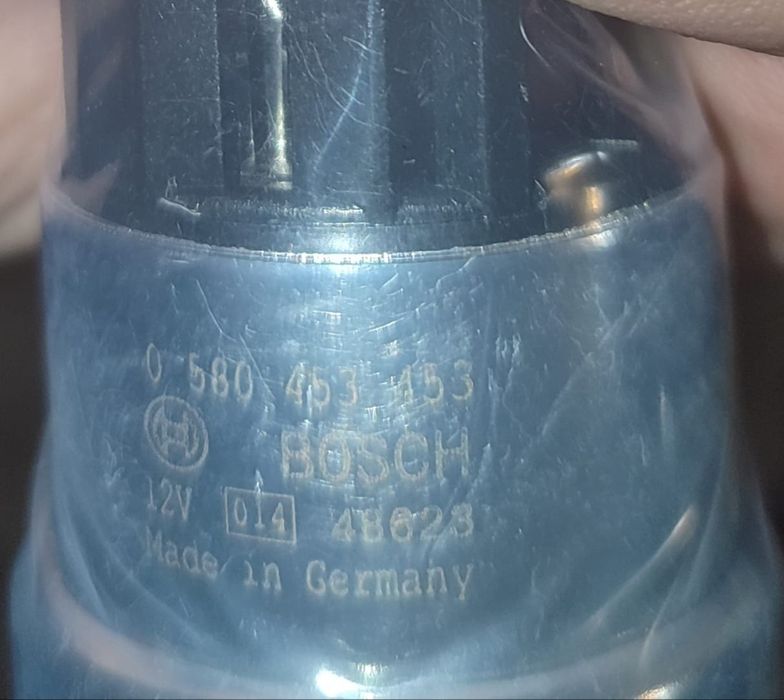 0 580 453 453
BOSCH
12V 014 48623
Made in Germany